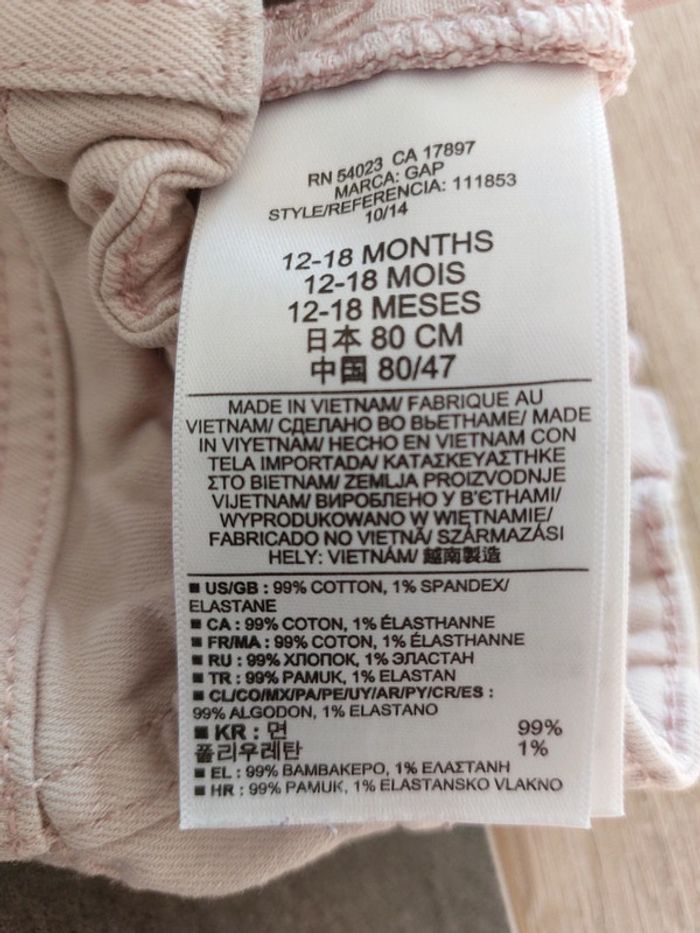 RN 54023 CA 17897
MARCA: GAP
STYLE/REFERENCIA: 111853
10/14
12-18 MONTHS
12-18 MOIS
12-18 MESES
日本 80 CM
中国 80/47
MADE IN VIETNAM/ FABRIQUE AU
VIETNAM/ СДЕЛАНО ВО ВЬЕТНАМЕ/ MADE
IN VIYETNAM/ HECHO EN VIETNAM CON
TELA IMPORTADA/ ΚΑΤΑΣΚΕΥΑΣΤΗΚΕ
ΣΤΟ ΒΙΕΤΝΑΜ/ ZEMLJA PROIZVODNJE
VIJETNAM/ ВИРОБЛЕНО У В'ЄТНАМІ/
WYPRODUKOWANO W WIETNAMIE/
FABRICADO NO VIETNÃ/ SZÁRMAZÁSI
HELY: VIETNÁM/ 越南製造
■ US/GB : 99% COTTON, 1% SPANDEX/
ELASTANE
■ CA : 99% COTON, 1% ÉLASTHANNE
■ FR/MA : 99% COTON, 1% ÉLASTHANNE
■ RU : 99% ХЛОПОК, 1% ЭЛАСТАН
■ TR : 99% PAMUK, 1% ELASTAN
■ CL/CO/MX/PA/PE/UY/AR/PY/CR/ES :
99% ALGODON, 1% ELASTANO
■ KR : 면 99%
폴리우레탄 1%
■ EL : 99% ΒΑΜΒΑΚΕΡΟ, 1% ΕΛΑΣΤΑΝΗ
■ HR : 99% PAMUK, 1% ELASTANSKO VLAKNO